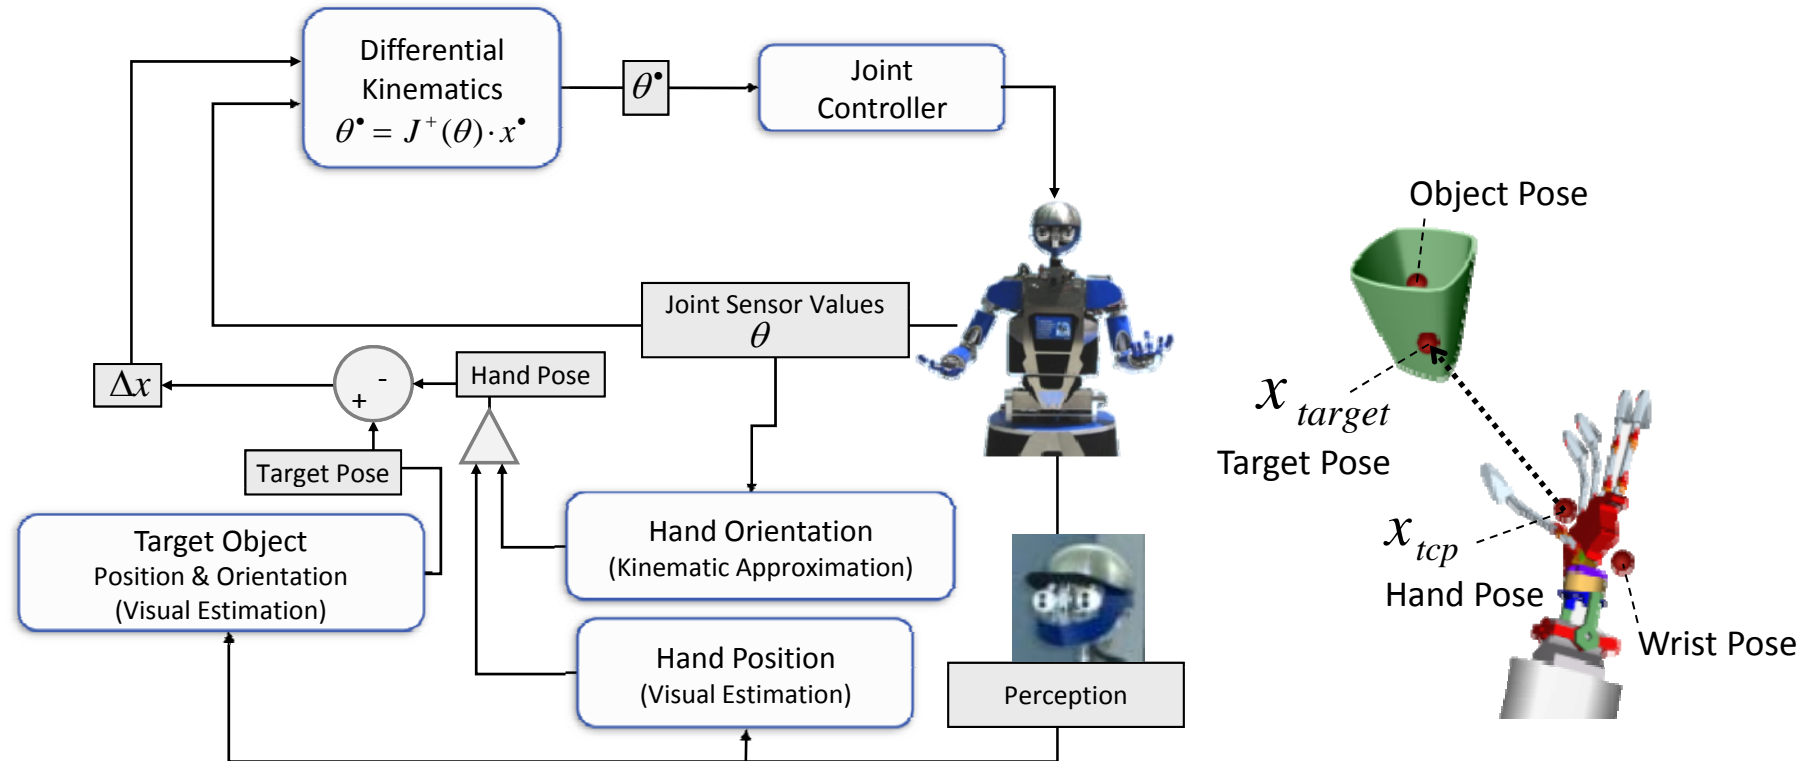 Differential
Kinematics
θ• = J⁺(θ)·x•
θ•
Joint
Controller
Joint Sensor Values
θ
Δx
-
+
Hand Pose
Target Pose
Target Object
Position & Orientation
(Visual Estimation)
Hand Orientation
(Kinematic Approximation)
Hand Position
(Visual Estimation)
Perception
Object Pose
x target
Target Pose
x tcp
Hand Pose
Wrist Pose